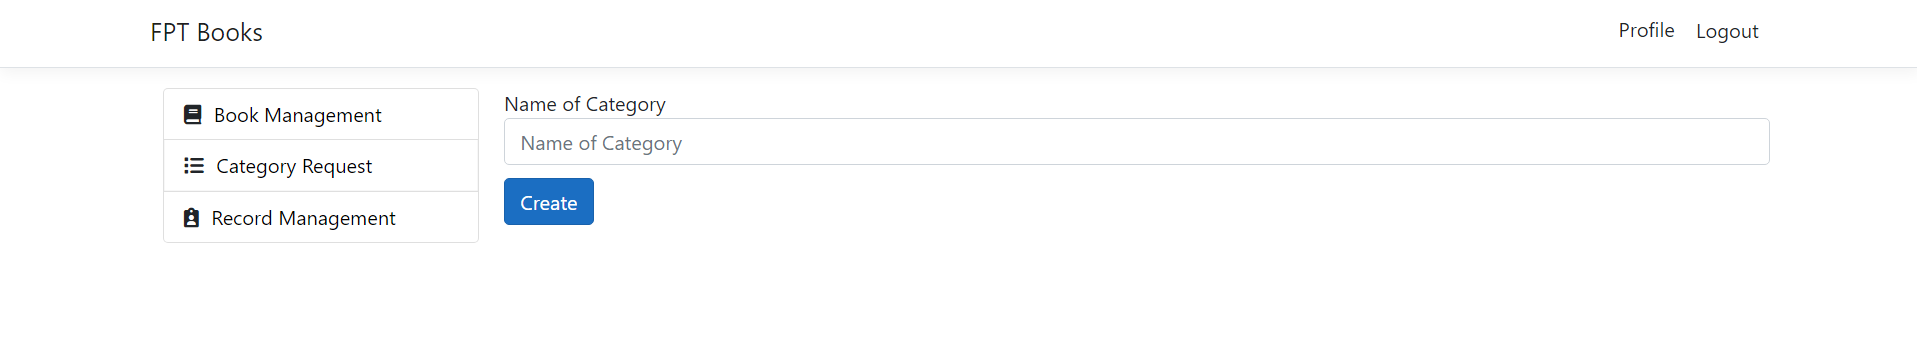 FPT Books
Profile
Logout
Book Management
Category Request
Record Management
Name of Category
Name of Category
Create